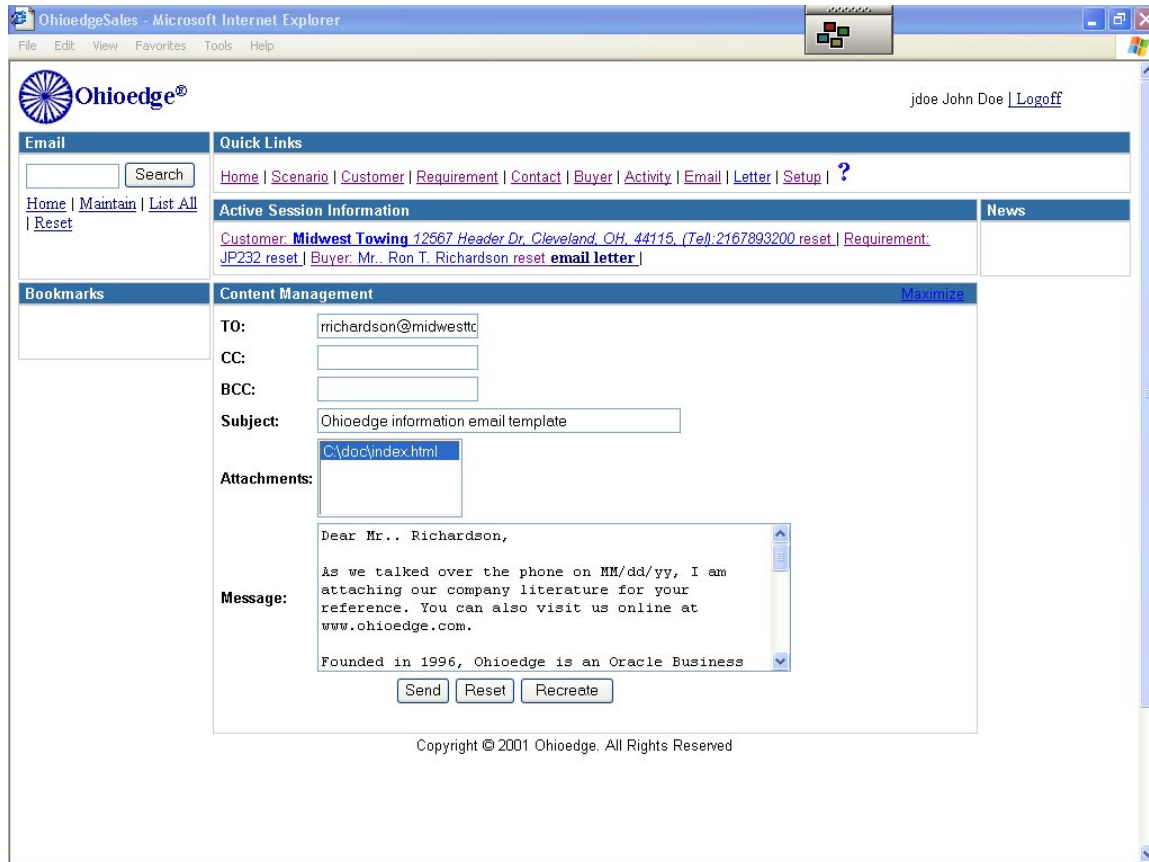 OhioedgeSales - Microsoft Internet Explorer
File Edit View Favorites Tools Help
Ohioedge®
jdoe John Doe | Logoff
Email
Search
Home | Maintain | List All
| Reset
Quick Links
Home | Scenario | Customer | Requirement | Contact | Buyer | Activity | Email | Letter | Setup | ?
Active Session Information
Customer: Midwest Towing 12567 Header Dr, Cleveland, OH, 44115, (Tel):2167893200 reset | Requirement:
JP232 reset | Buyer: Mr.. Ron T. Richardson reset email letter |
News
Bookmarks
Content Management
Maximize
TO: rrichardson@midwestto
CC:
BCC:
Subject: Ohioedge information email template
Attachments: C:\doc\index.html
Message:
Dear Mr.. Richardson,
As we talked over the phone on MM/dd/yy, I am
attaching our company literature for your
reference. You can also visit us online at
www.ohioedge.com.
Founded in 1996, Ohioedge is an Oracle Business
Send Reset Recreate
Copyright © 2001 Ohioedge. All Rights Reserved